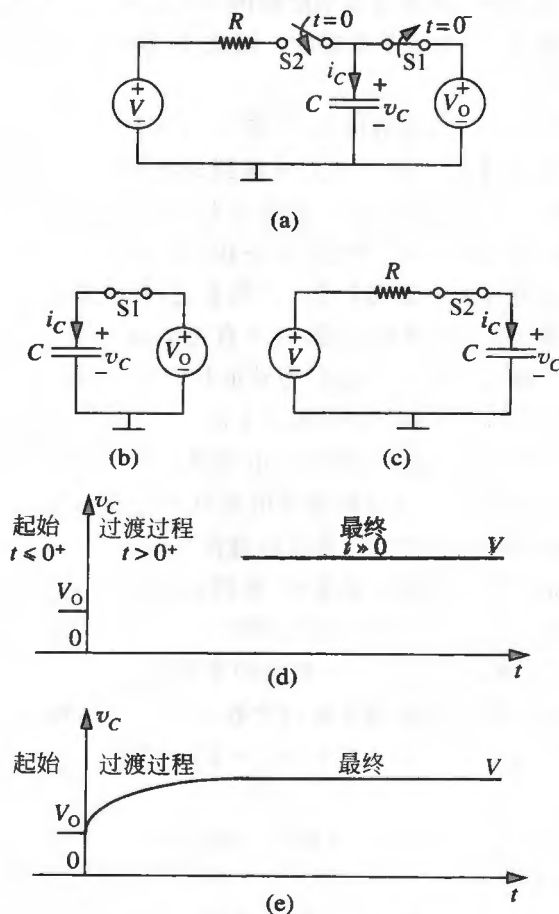 R
t=0
t=0⁻
S2
S1
i_C
+
V
C
v_C
V_O
(a)
S1
R
S2
i_C
+
C
v_C
V_O
V
i_C
+
C
v_C
(b)
(c)
v_C
起始
过渡过程
最终
t⩽0⁺
t>0⁺
t≫0
V
V_O
0
t
(d)
v_C
起始
过渡过程
最终
V
V_O
0
t
(e)